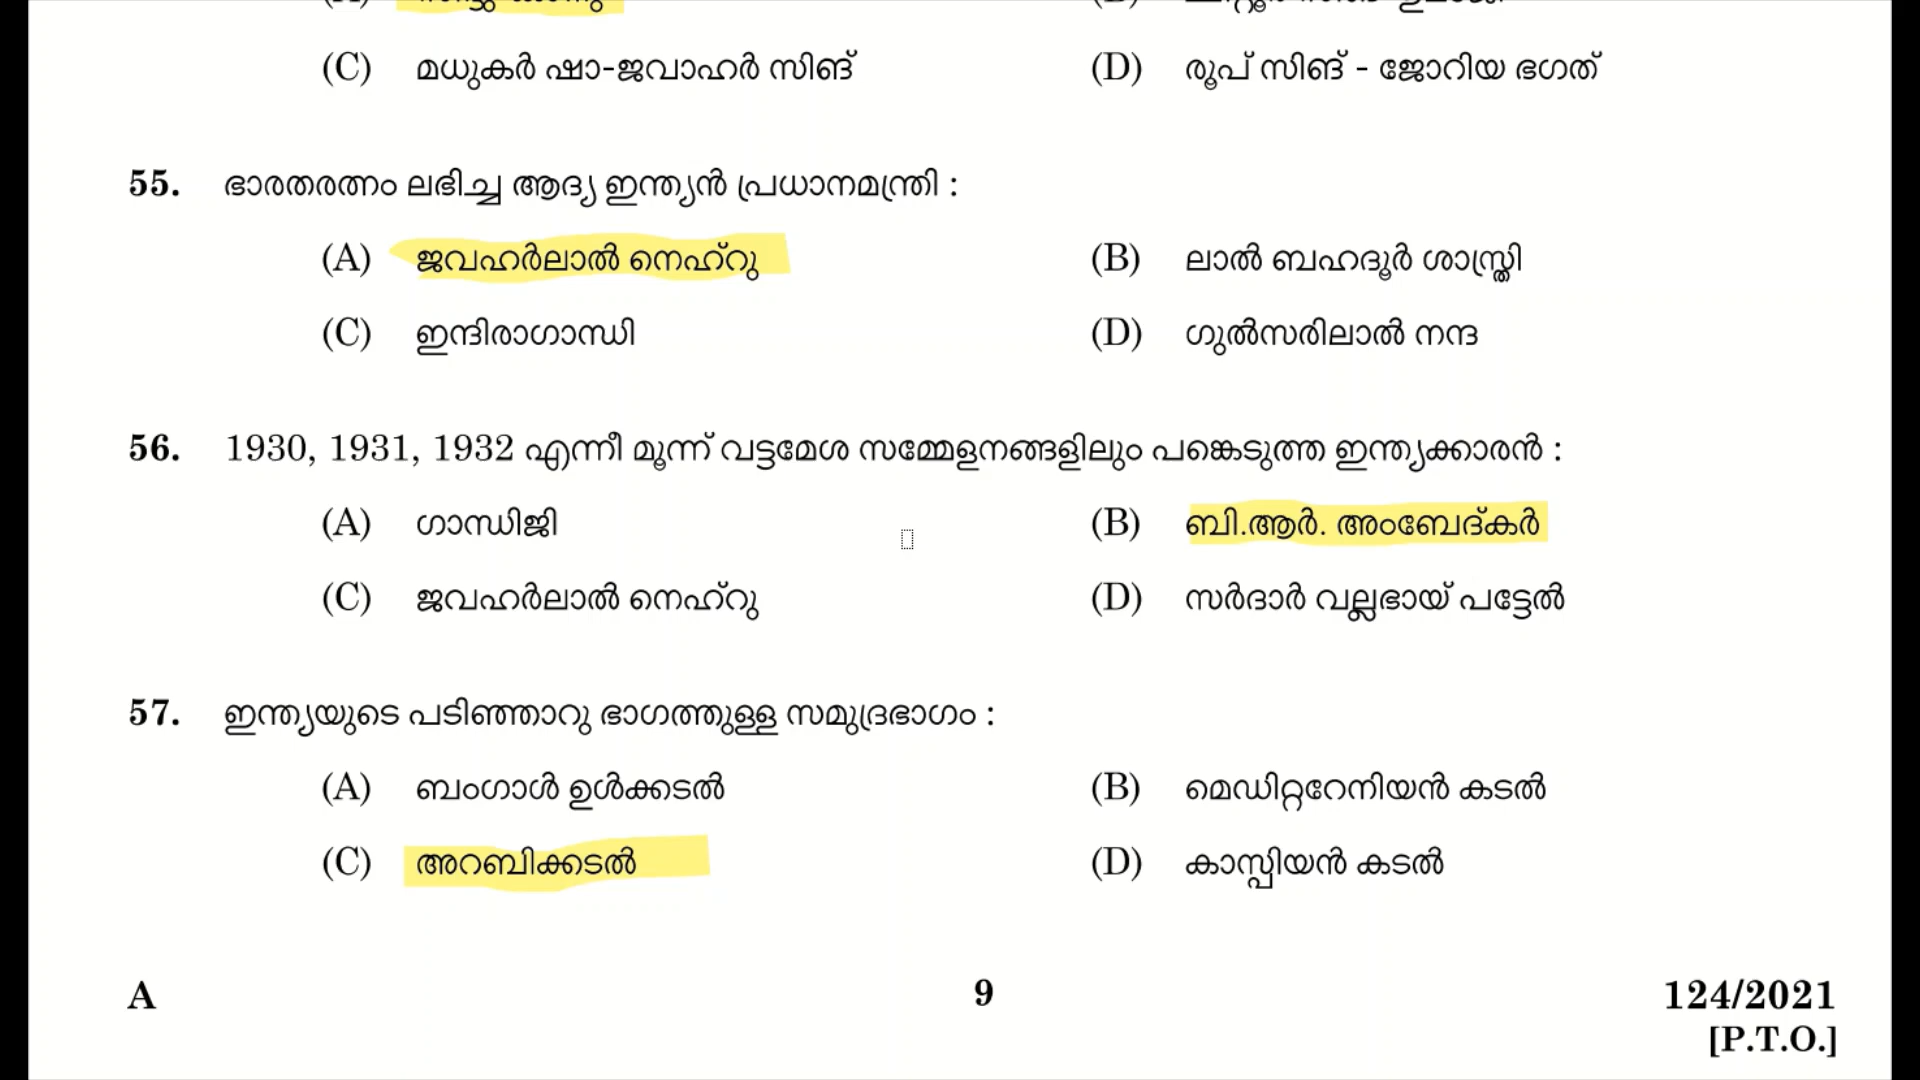 (C) മധുകർ ഷാ-ജവാഹർ സിങ് (D) രൂപ് സിങ് - ജോറിയ ഭഗത്
55. ഭാരതരത്നം ലഭിച്ച ആദ്യ ഇന്ത്യൻ പ്രധാനമന്ത്രി :
(A) ജവഹർലാൽ നെഹ്റു (B) ലാൽ ബഹദൂർ ശാസ്ത്രി
(C) ഇന്ദിരാഗാന്ധി (D) ഗുൽസരിലാൽ നന്ദ
56. 1930, 1931, 1932 എന്നീ മൂന്ന് വട്ടമേശ സമ്മേളനങ്ങളിലും പങ്കെടുത്ത ഇന്ത്യക്കാരൻ :
(A) ഗാന്ധിജി (B) ബി.ആർ. അംബേദ്കർ
(C) ജവഹർലാൽ നെഹ്റു (D) സർദാർ വല്ലഭായ് പട്ടേൽ
57. ഇന്ത്യയുടെ പടിഞ്ഞാറു ഭാഗത്തുള്ള സമുദ്രഭാഗം :
(A) ബംഗാൾ ഉൾക്കടൽ (B) മെഡിറ്ററേനിയൻ കടൽ
(C) അറബിക്കടൽ (D) കാസ്പിയൻ കടൽ
A 9 124/2021
[P.T.O.]